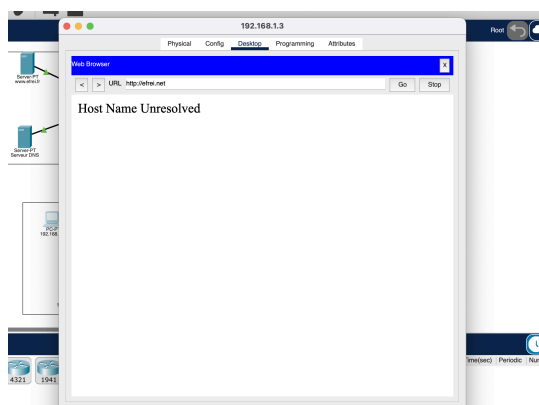 192.168.1.3
Root
Physical Config Desktop Programming Attributes
Web Browser
X
< > URL http://efrei.net Go Stop
Host Name Unresolved
Server-PT
www.efrei.fr
Server-PT
Serveur DNS
PC-P
192.168.
Time(sec) Periodic Num
4321 1941